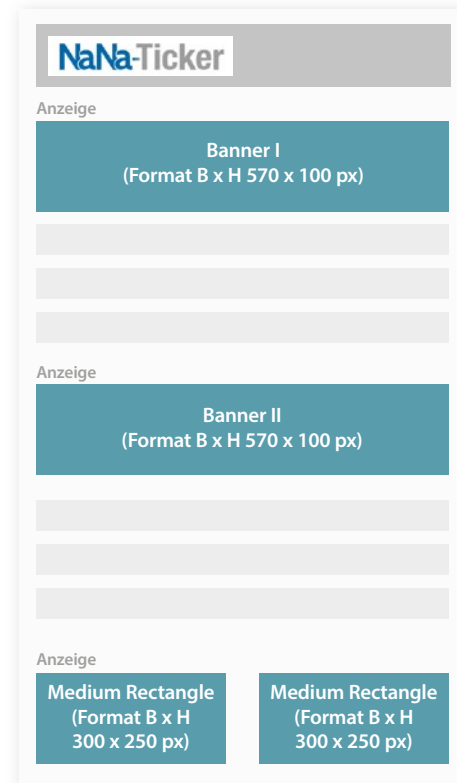 NaNa-Ticker
Anzeige
Banner I
(Format B x H 570 x 100 px)
Anzeige
Banner II
(Format B x H 570 x 100 px)
Anzeige
Medium Rectangle
(Format B x H
300 x 250 px)
Medium Rectangle
(Format B x H
300 x 250 px)